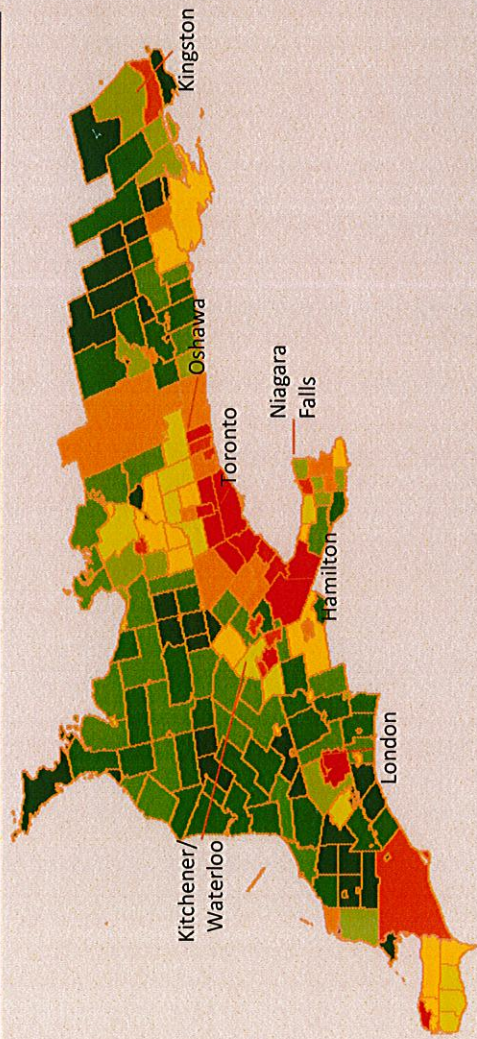 Kingston
Oshawa
Toronto
Niagara
Falls
Hamilton
London
Kitchener/
Waterloo